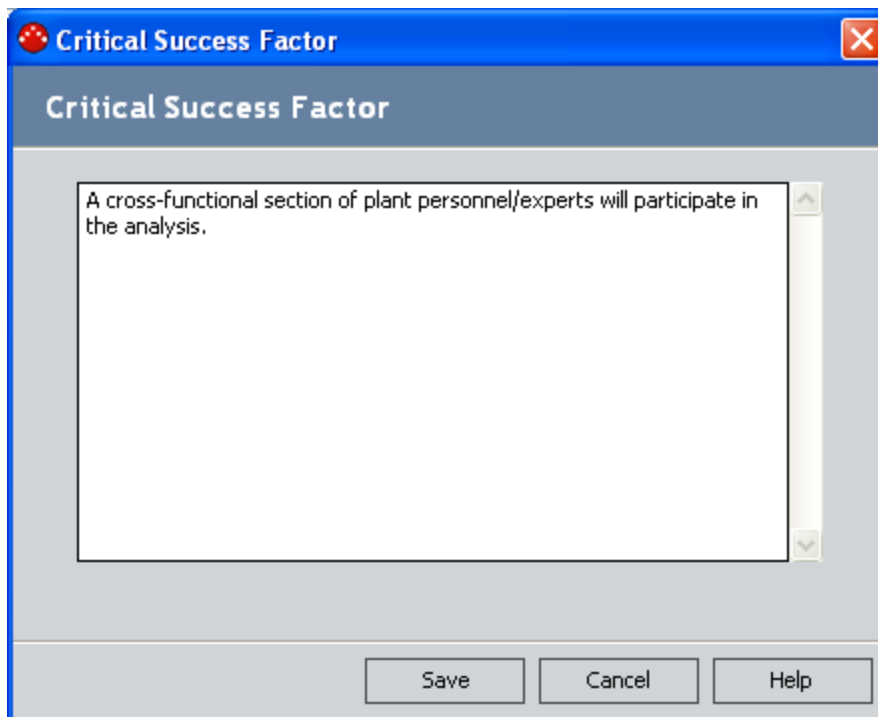 Critical Success Factor
Critical Success Factor
A cross-functional section of plant personnel/experts will participate in
the analysis.
Save Cancel Help